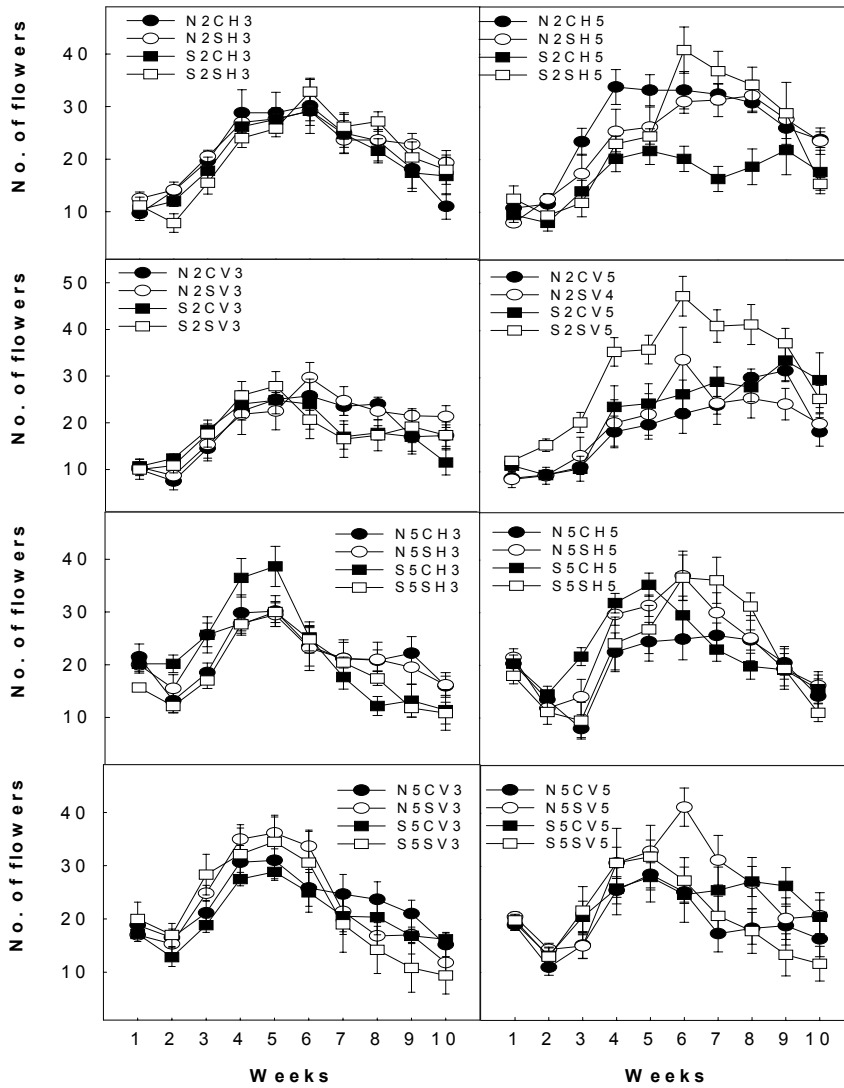 N2CH3
N2SH3
S2CH3
S2SH3
No. of flowers
40
30
20
10
N2CH5
N2SH5
S2CH5
S2SH5
N2CV3
N2SV3
S2CV3
S2SV3
No. of flowers
50
40
30
20
10
N2CV5
N2SV4
S2CV5
S2SV5
N5CH3
N5SH3
S5CH3
S5SH3
No. of flowers
40
30
20
10
N5CH5
N5SH5
S5CH5
S5SH5
N5CV3
N5SV3
S5CV3
S5SV3
No. of flowers
40
30
20
10
N5CV5
N5SV5
S5CV5
S5SV5
1 2 3 4 5 6 7 8 9 10
1 2 3 4 5 6 7 8 9 10
Weeks
Weeks